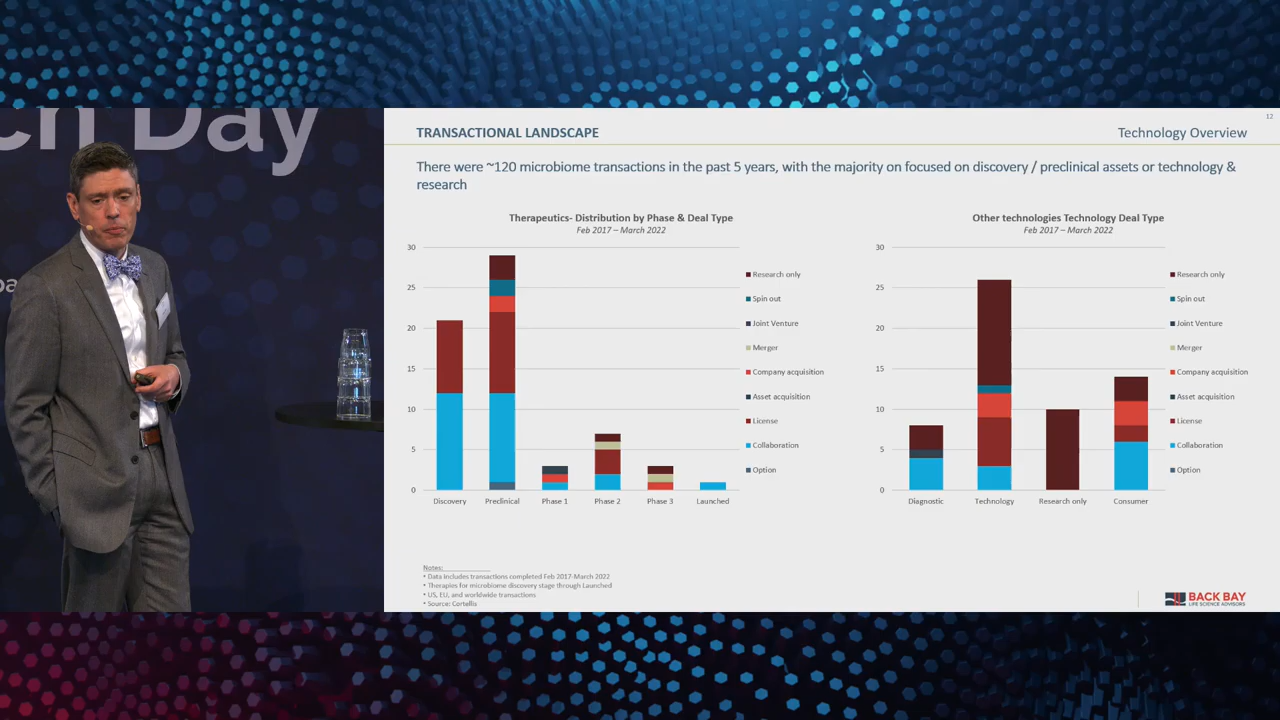 ch Day
12
TRANSACTIONAL LANDSCAPE
Technology Overview
There were ~120 microbiome transactions in the past 5 years, with the majority on focused on discovery / preclinical assets or technology &
research
Therapeutics- Distribution by Phase & Deal Type
Feb 2017 – March 2022
30
25
20
15
10
5
0
Discovery
Preclinical
Phase 1
Phase 2
Phase 3
Launched
Research only
Spin out
Joint Venture
Merger
Company acquisition
Asset acquisition
License
Collaboration
Option
Other technologies Technology Deal Type
Feb 2017 – March 2022
30
25
20
15
10
5
0
Diagnostic
Technology
Research only
Consumer
Research only
Spin out
Joint Venture
Merger
Company acquisition
Asset acquisition
License
Collaboration
Option
Notes:
• Data includes transactions completed Feb 2017-March 2022
• Therapies for microbiome discovery stage through Launched
• US, EU, and worldwide transactions
• Source: Cortellis
BACK BAY
LIFE SCIENCE ADVISORS